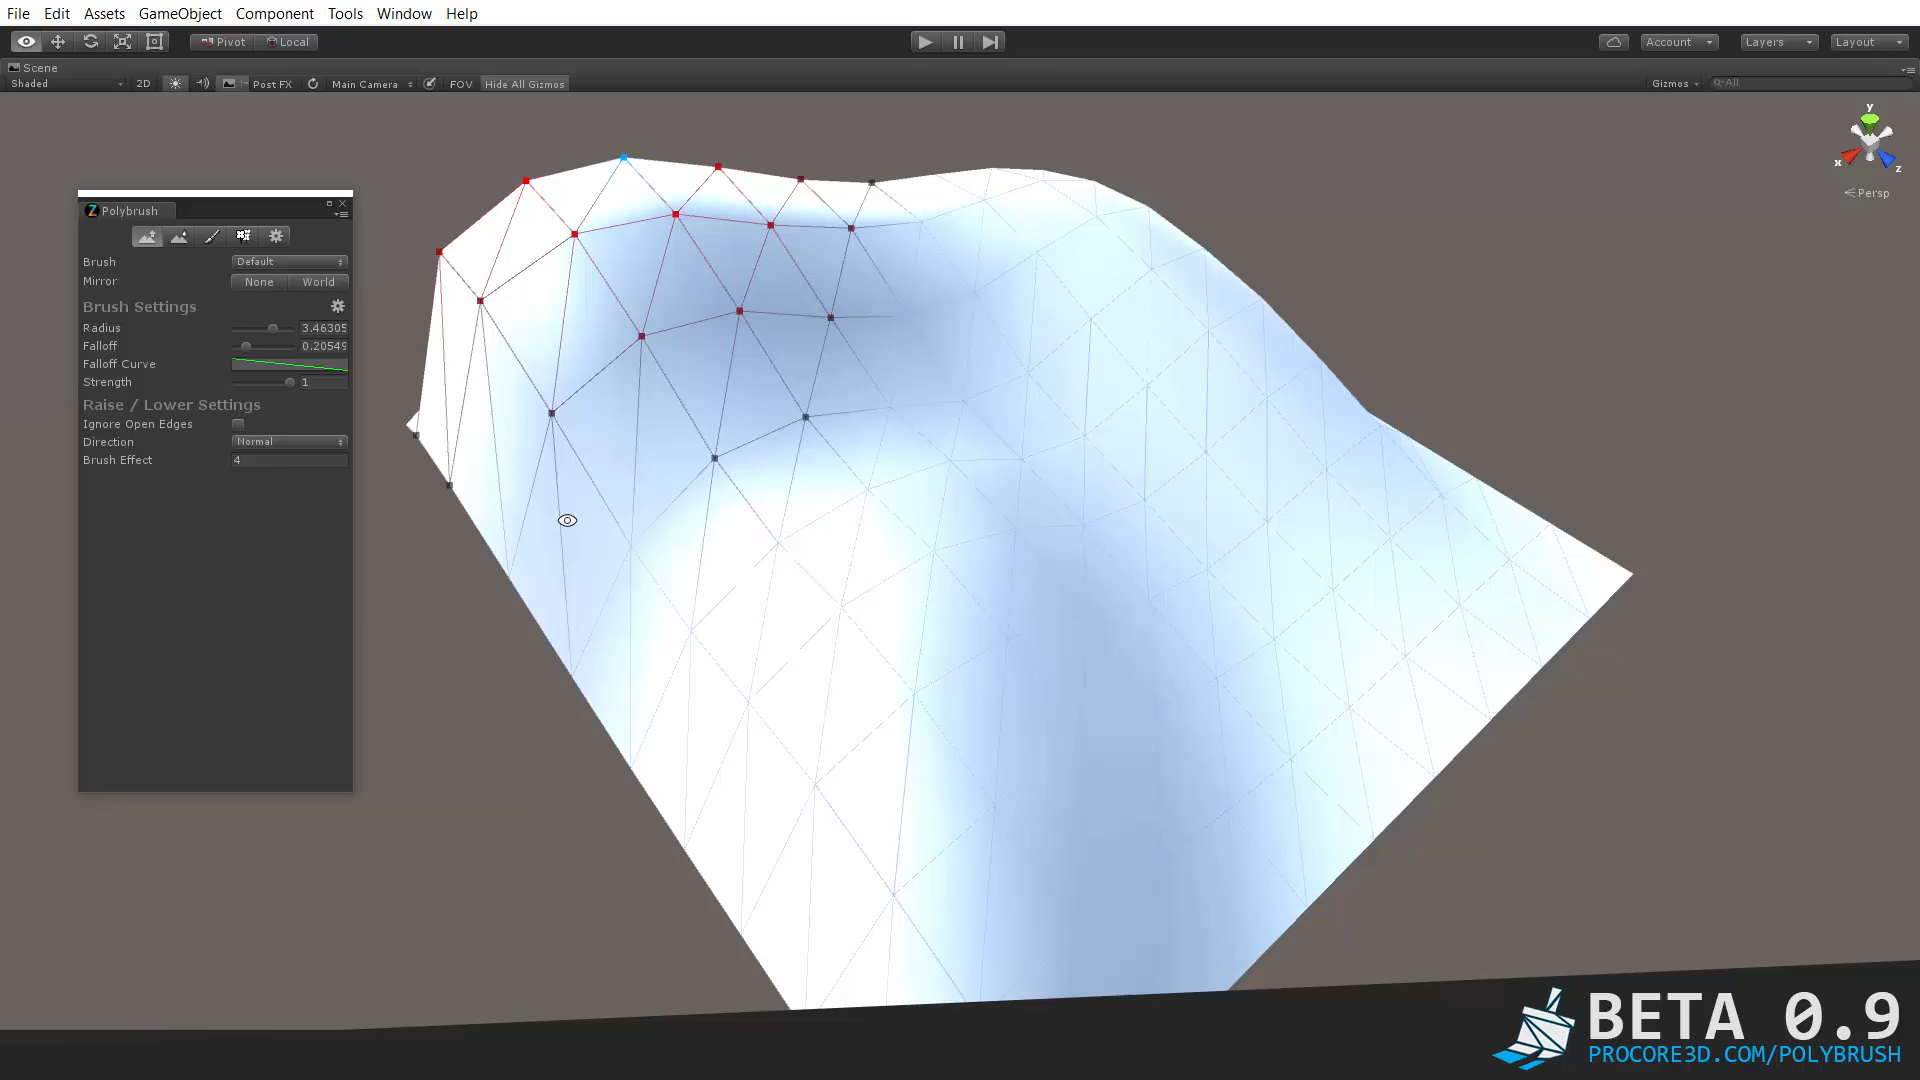 File Edit Assets GameObject Component Tools Window Help
Pivot Local Account Layers Layout
Scene
Shaded 2D Post FX Main Camera FOV Hide All Gizmos Gizmos All
y
x
z
Persp
Polybrush
Brush Default
Mirror None World
Brush Settings
Radius 3.46305
Falloff 0.20549
Falloff Curve
Strength 1
Raise / Lower Settings
Ignore Open Edges
Direction Normal
Brush Effect 4
BETA 0.9
PROCORE3D.COM/POLYBRUSH